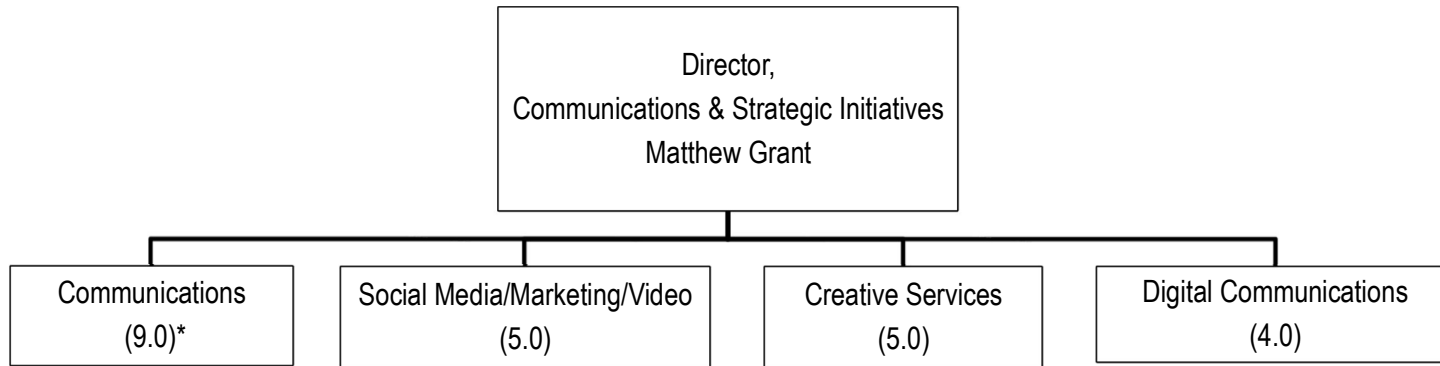 Director,
Communications & Strategic Initiatives
Matthew Grant
Communications
(9.0)*
Social Media/Marketing/Video
(5.0)
Creative Services
(5.0)
Digital Communications
(4.0)